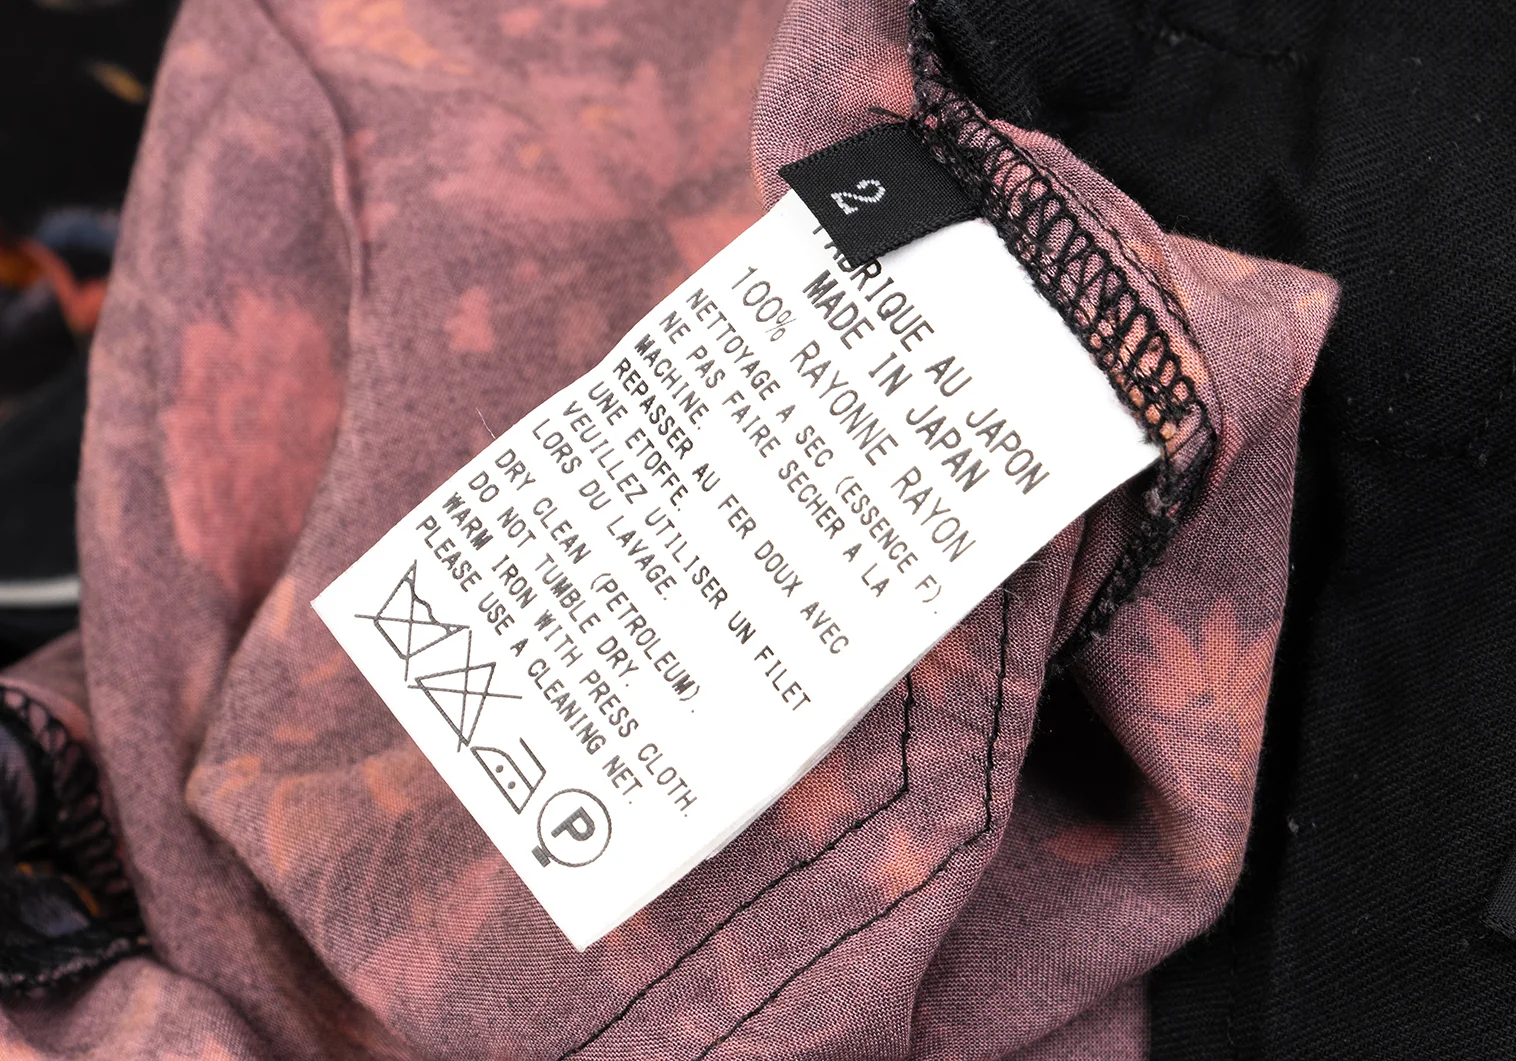 2
FABRIQUE AU JAPON
MADE IN JAPAN
100% RAYONNE RAYON
NETTOYAGE A SEC (ESSENCE F).
NE PAS FAIRE SECHER A LA
MACHINE.
REPASSER AU FER DOUX AVEC
UNE ETOFFE.
VEUILLEZ UTILISER UN FILET
LORS DU LAVAGE.
DRY CLEAN (PETROLEUM).
DO NOT TUMBLE DRY.
WARM IRON WITH PRESS CLOTH.
PLEASE USE A CLEANING NET.
P